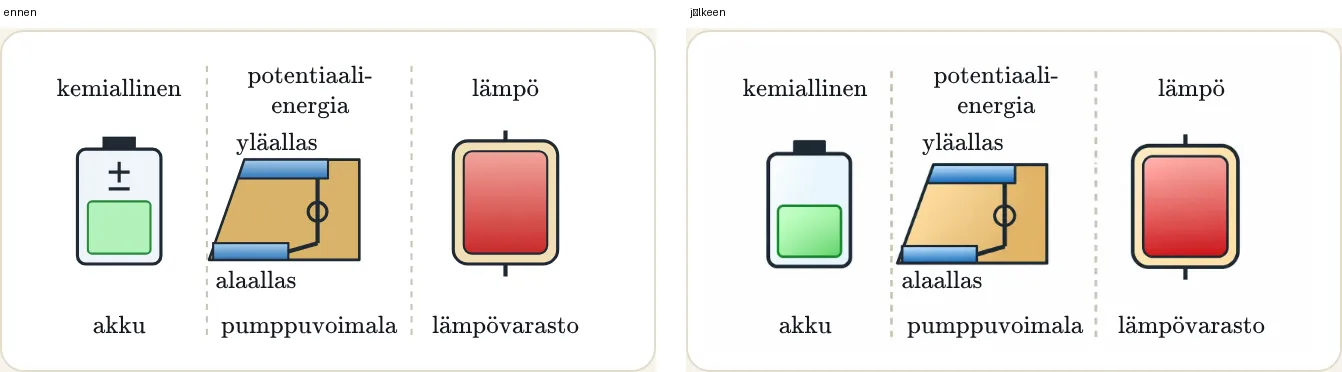 ennen
kemiallinen
potentiaali-
energia
lämpö
yläallas
±
alaallas
akku
pumppuvoimala
lämpövarasto
j□lkeen
kemiallinen
potentiaali-
energia
lämpö
yläallas
alaallas
akku
pumppuvoimala
lämpövarasto